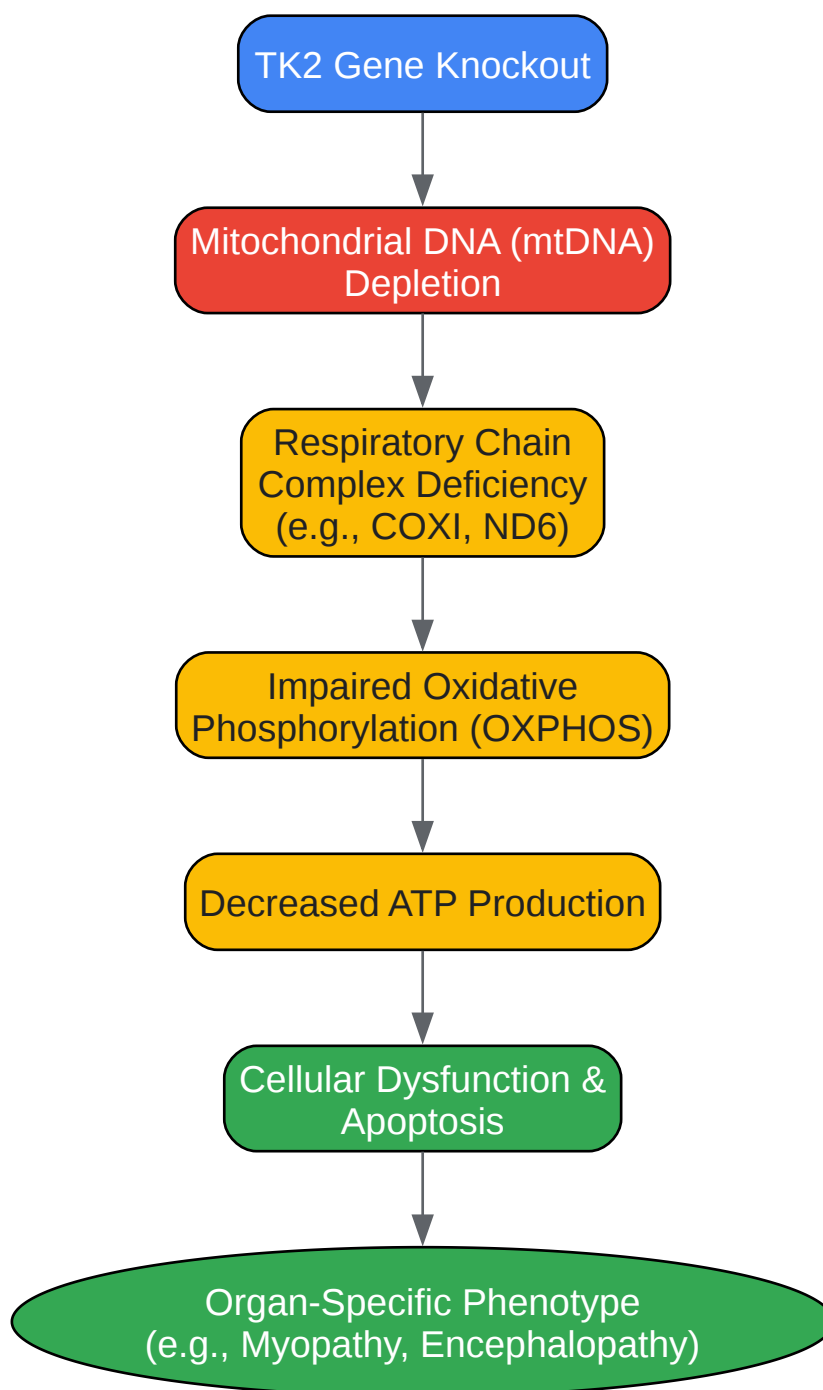 TK2 Gene Knockout
Mitochondrial DNA (mtDNA)
Depletion
Respiratory Chain
Complex Deficiency
(e.g., COXI, ND6)
Impaired Oxidative
Phosphorylation (OXPHOS)
Decreased ATP Production
Cellular Dysfunction &
Apoptosis
Organ-Specific Phenotype
(e.g., Myopathy, Encephalopathy)